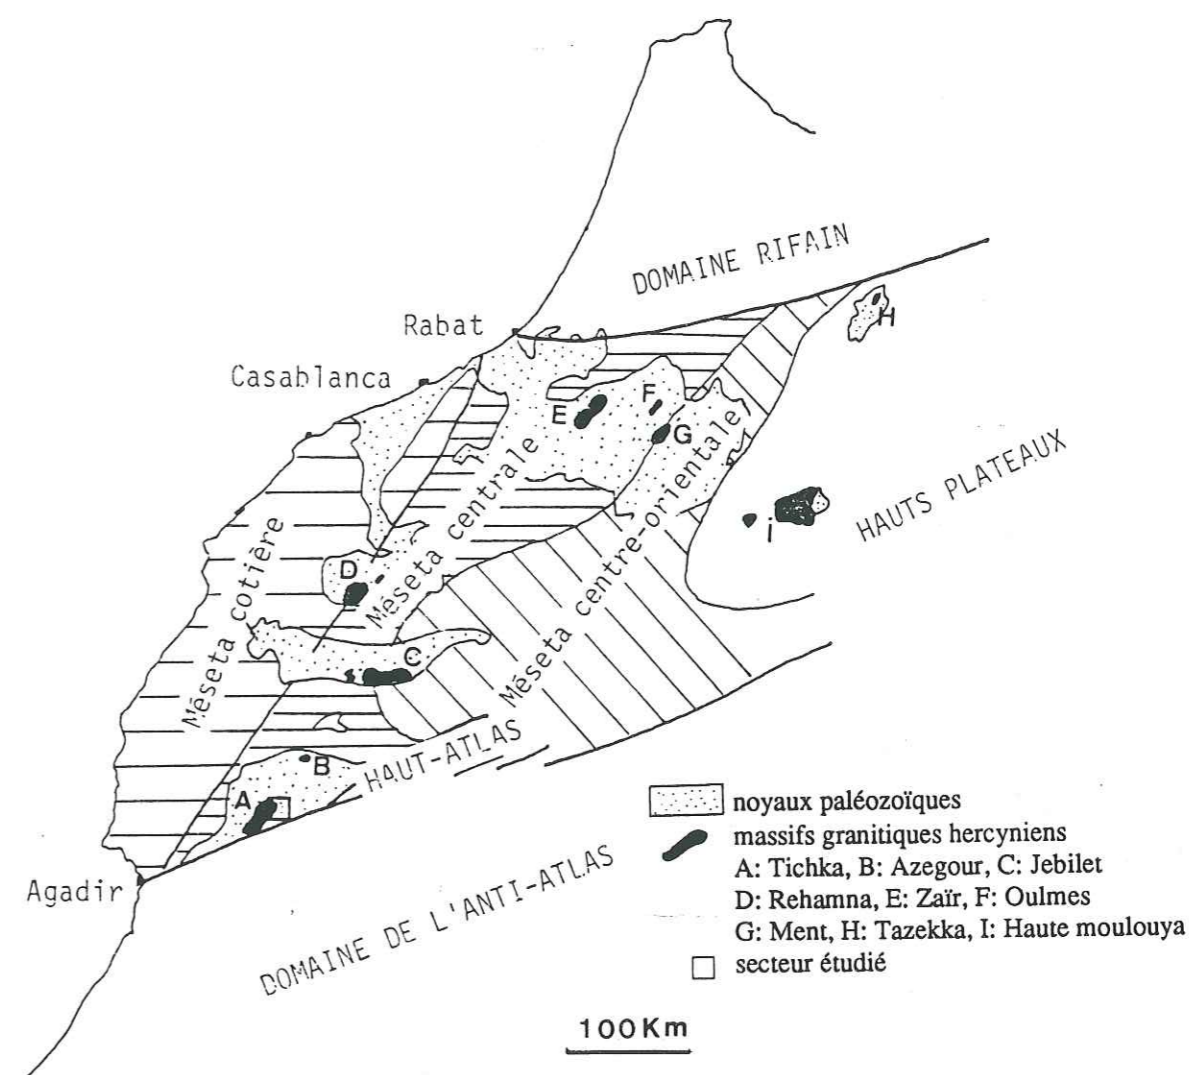 DOMAINE RIFAIN
Rabat
Casablanca
H
F
E
G
HAUTS PLATEAUX
i
Méseta centrale
Méseta centre-orientale
Méseta cotière
D
C
B
HAUT-ATLAS
A
Agadir
DOMAINE DE L'ANTI-ATLAS
noyaux paléozoïques
massifs granitiques hercyniens
A: Tichka, B: Azegour, C: Jebilet
D: Rehamna, E: Zaïr, F: Oulmes
G: Ment, H: Tazekka, I: Haute moulouya
secteur étudié
100Km